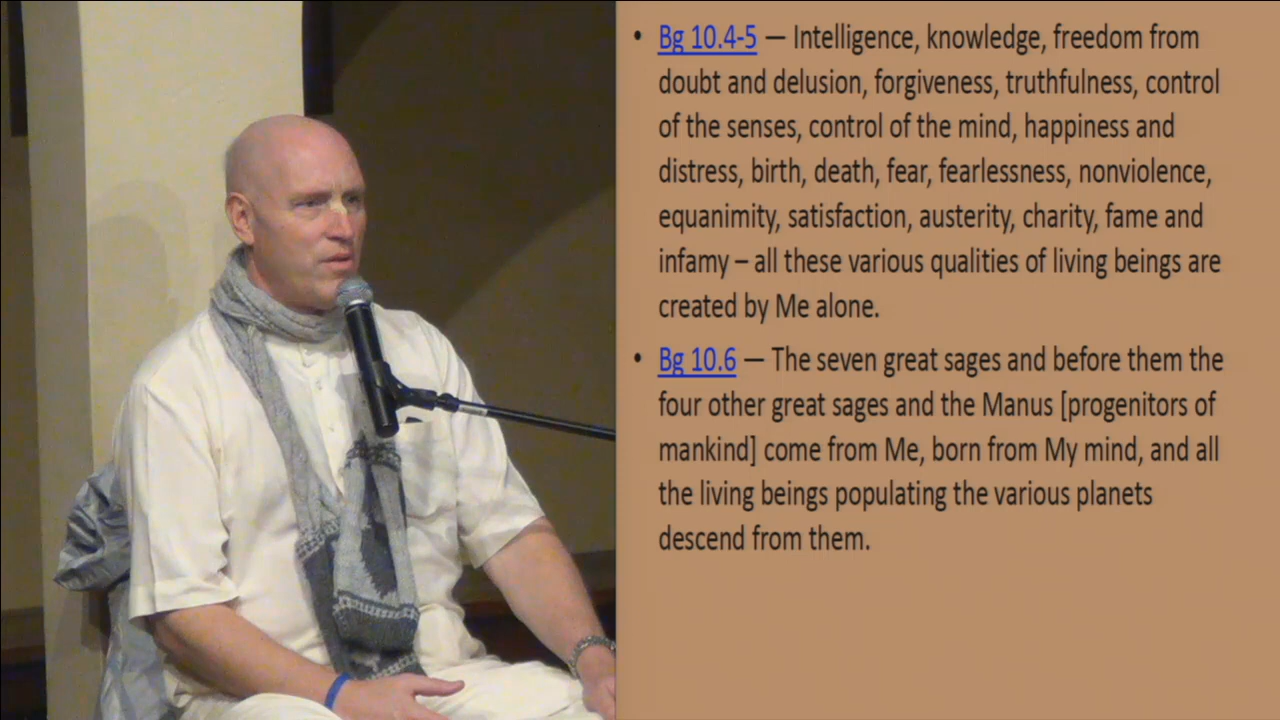 • Bg 10.4-5 — Intelligence, knowledge, freedom from
doubt and delusion, forgiveness, truthfulness, control
of the senses, control of the mind, happiness and
distress, birth, death, fear, fearlessness, nonviolence,
equanimity, satisfaction, austerity, charity, fame and
infamy – all these various qualities of living beings are
created by Me alone.
• Bg 10.6 — The seven great sages and before them the
four other great sages and the Manus [progenitors of
mankind] come from Me, born from My mind, and all
the living beings populating the various planets
descend from them.